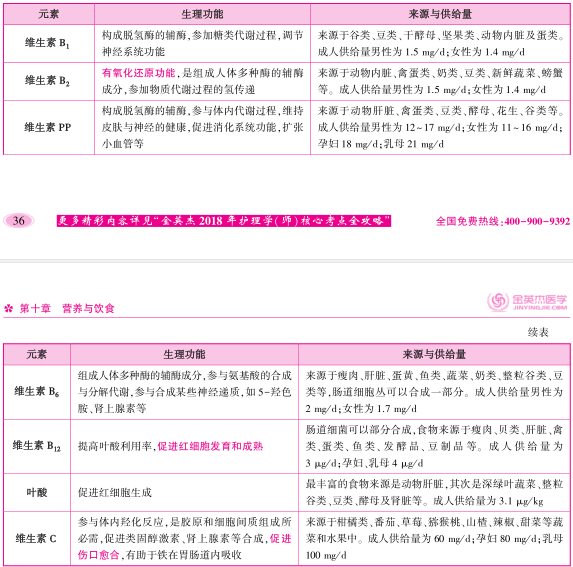 元素 生理功能 来源与供给量
构成脱氢酶的辅酶,参加糖类代谢过程,调节 来源于谷类、豆类、干酵母、坚果类、动物内脏及蛋类。
维生素 B1
神经系统功能 成人供给量男性为 1.5 mg/d;女性为 1.4 mg/d
有氧化还原功能,是组成人体多种酶的辅酶 来源于动物内脏、禽蛋类、奶类、豆类、新鲜蔬菜、螃蟹
维生素 B2
成分,参加物质代谢过程的氢传递 等。成人供给量男性为 1.5 mg/d;女性为 1.4 mg/d
构成脱氢酶的辅酶,参与体内代谢过程,维持 来源于动物肝脏、禽蛋类、豆类、酵母、花生、谷类等。
维生素 PP 皮肤与神经的健康,促进消化系统功能,扩张 成人供给量男性为 12~17 mg/d;女性为 11~16 mg/d;
小血管等 孕妇 18 mg/d;乳母 21 mg/d
36 更多精彩内容详见“金英杰 2018 年护理学(师)核心考点全攻略” 全国免费热线:400-900-9392
金英杰医学
JINYINGJIE.COM
第十章 营养与饮食
续表
元素 生理功能 来源与供给量
组成人体多种酶的辅酶成分,参与氨基酸的合成 来源于瘦肉、肝脏、蛋黄、鱼类、蔬菜、奶类、整粒谷类、豆
维生素 B6 与分解代谢,参与合成某些神经递质,如 5-羟色 类等,肠道细胞丛可以合成一部分。成人供给量男性为
胺、肾上腺素等 2 mg/d;女性为 1.7 mg/d
肠道细菌可以部分合成,食物来源于瘦肉、贝类、肝脏、禽
维生素 B12 提高叶酸利用率,促进红细胞发育和成熟 类、蛋类、鱼类、发酵品、豆制品等。成人供给量为
3 μg/d;孕妇、乳母 4 μg/d
最丰富的食物来源是动物肝脏,其次是深绿叶蔬菜、整粒
叶酸 促进红细胞生成
谷类、豆类、酵母及肾脏等。成人供给量为 3.1 μg/kg
参与体内羟化反应,是胶原和细胞间质组成所 来源于柑橘类、番茄、草莓、猕猴桃、山楂、辣椒、甜菜等蔬
维生素 C 必需,促进类固醇激素、肾上腺素等合成,促进 菜和水果中。成人供给量为 60 mg/d;孕妇 80 mg/d;乳母
伤口愈合,有助于铁在胃肠道内吸收 100 mg/d